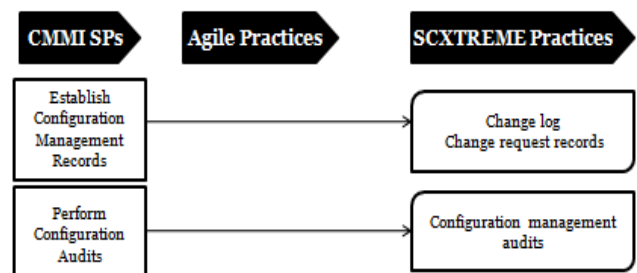 CMMI SPs
Agile Practices
SCXTREME Practices
Establish
Configuration
Management
Records
Change log
Change request records
Perform
Configuration
Audits
Configuration management
audits